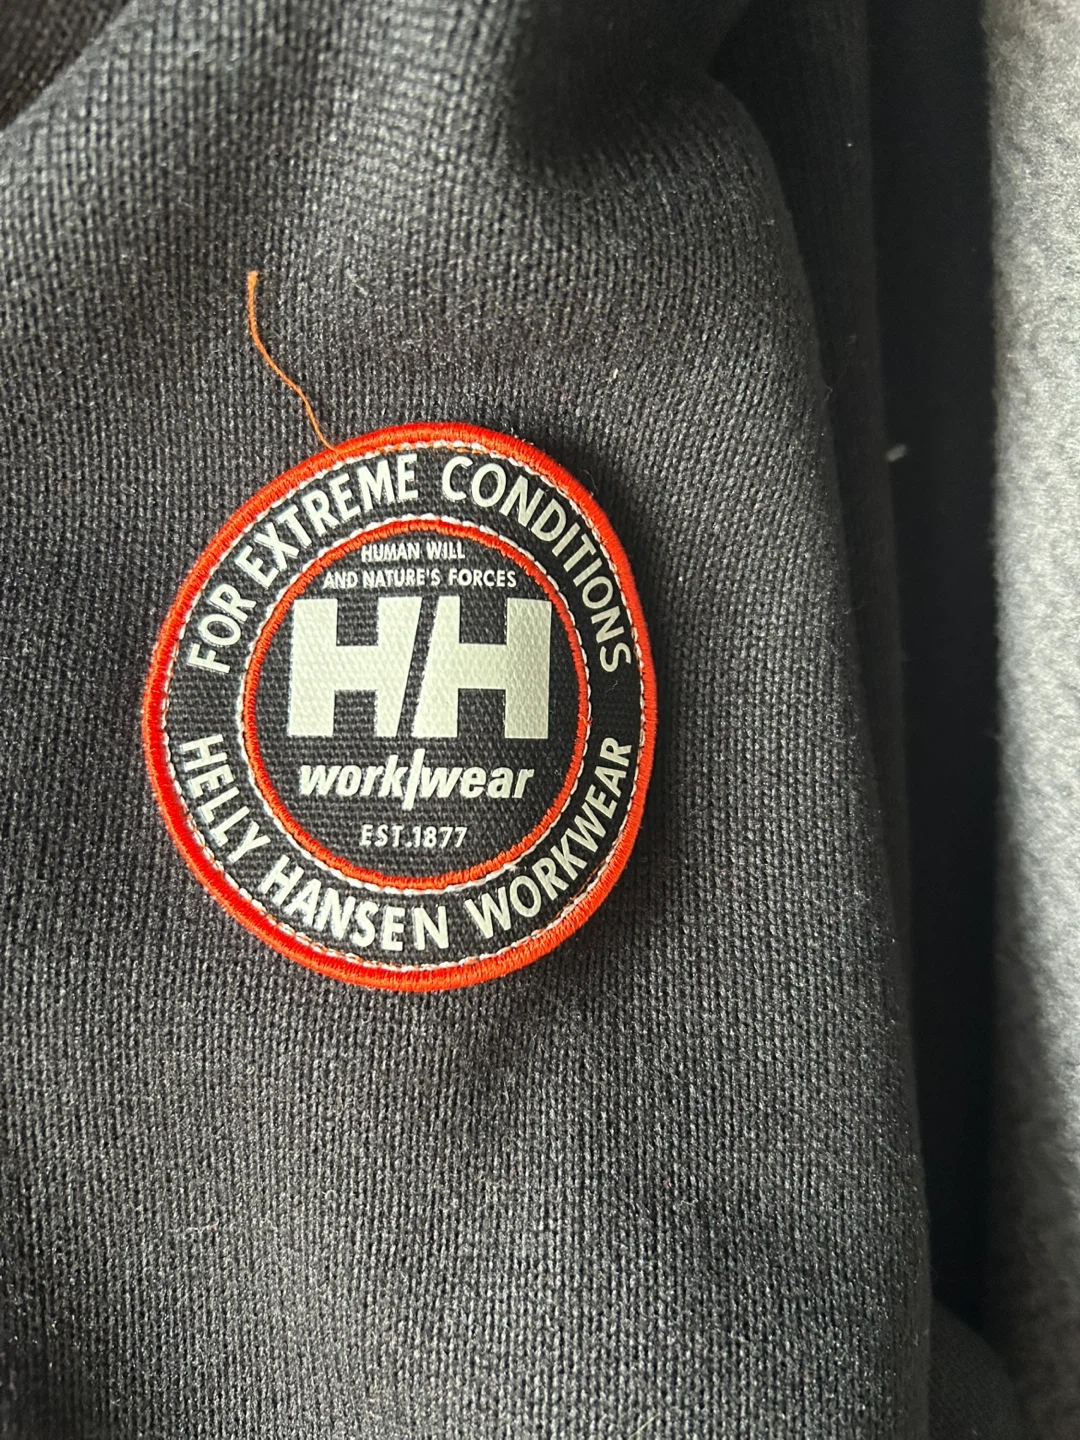 FOR EXTREME CONDITIONS
HUMAN WILL
AND NATURE'S FORCES
HH
work/wear
EST.1877
HELLY HANSEN WORKWEAR